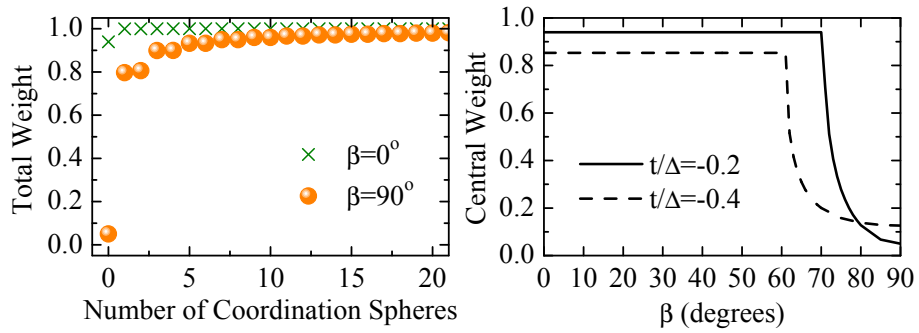 1.0
0.8
0.6
0.4
0.2
0.0
Total Weight
β=0°
β=90°
0 5 10 15 20
Number of Coordination Spheres
1.0
0.8
0.6
0.4
0.2
0.0
Central Weight
t/Δ=-0.2
t/Δ=-0.4
0 10 20 30 40 50 60 70 80 90
β (degrees)